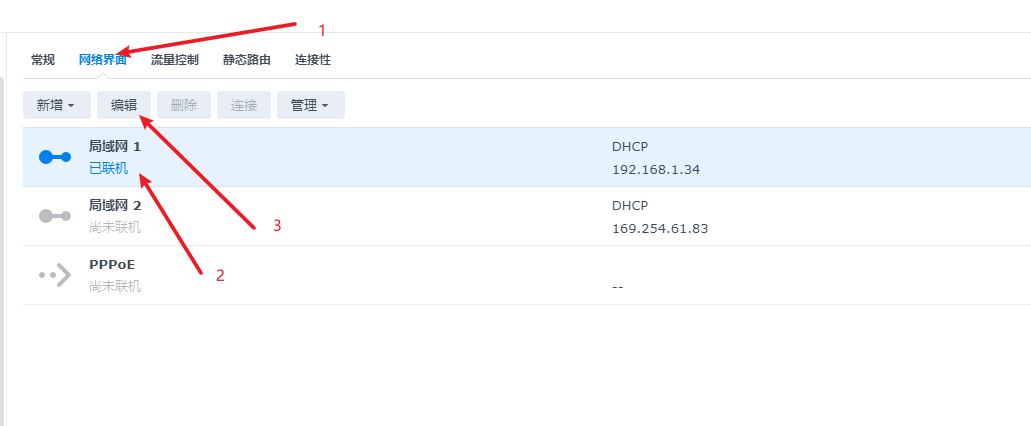 1
常规 网络界面 流量控制 静态路由 连接性
新增 编辑 删除 连接 管理
局域网 1 DHCP
已联机 192.168.1.34
局域网 2 DHCP
尚未联机 169.254.61.83
3
PPPoE
2
尚未联机 --